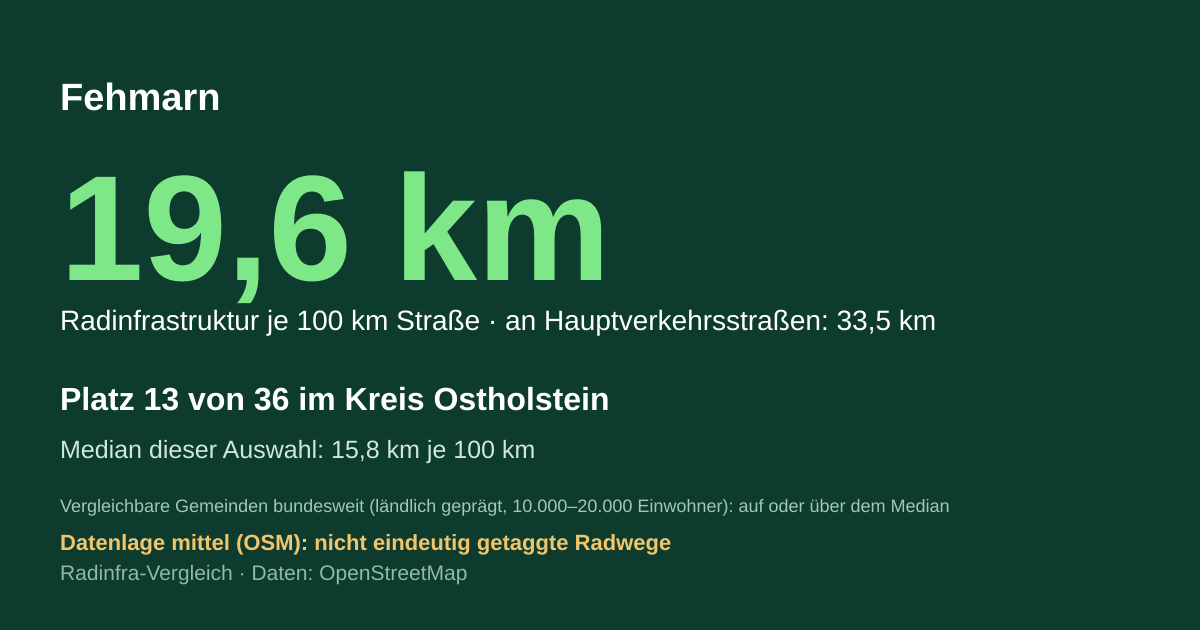 Fehmarn
19,6 km
Radinfrastruktur je 100 km Straße · an Hauptverkehrsstraßen: 33,5 km
Platz 13 von 36 im Kreis Ostholstein
Median dieser Auswahl: 15,8 km je 100 km
Vergleichbare Gemeinden bundesweit (ländlich geprägt, 10.000–20.000 Einwohner): auf oder über dem Median
Datenlage mittel (OSM): nicht eindeutig getaggte Radwege
Radinfra-Vergleich · Daten: OpenStreetMap